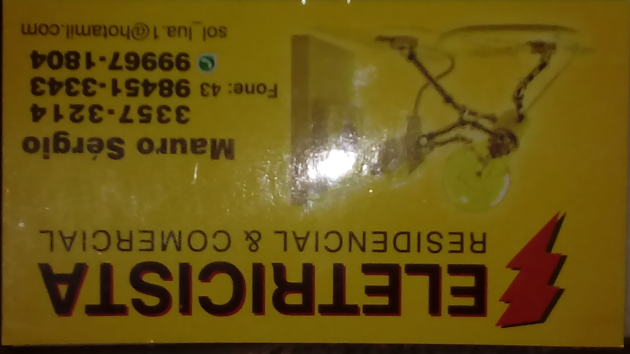 ELETRICISTA
RESIDENCIAL & COMERCIAL
Mauro Sérgio
3357-3214
Fone: 43 98451-3343
99967-1804
sol_lua.1@hotamil.com